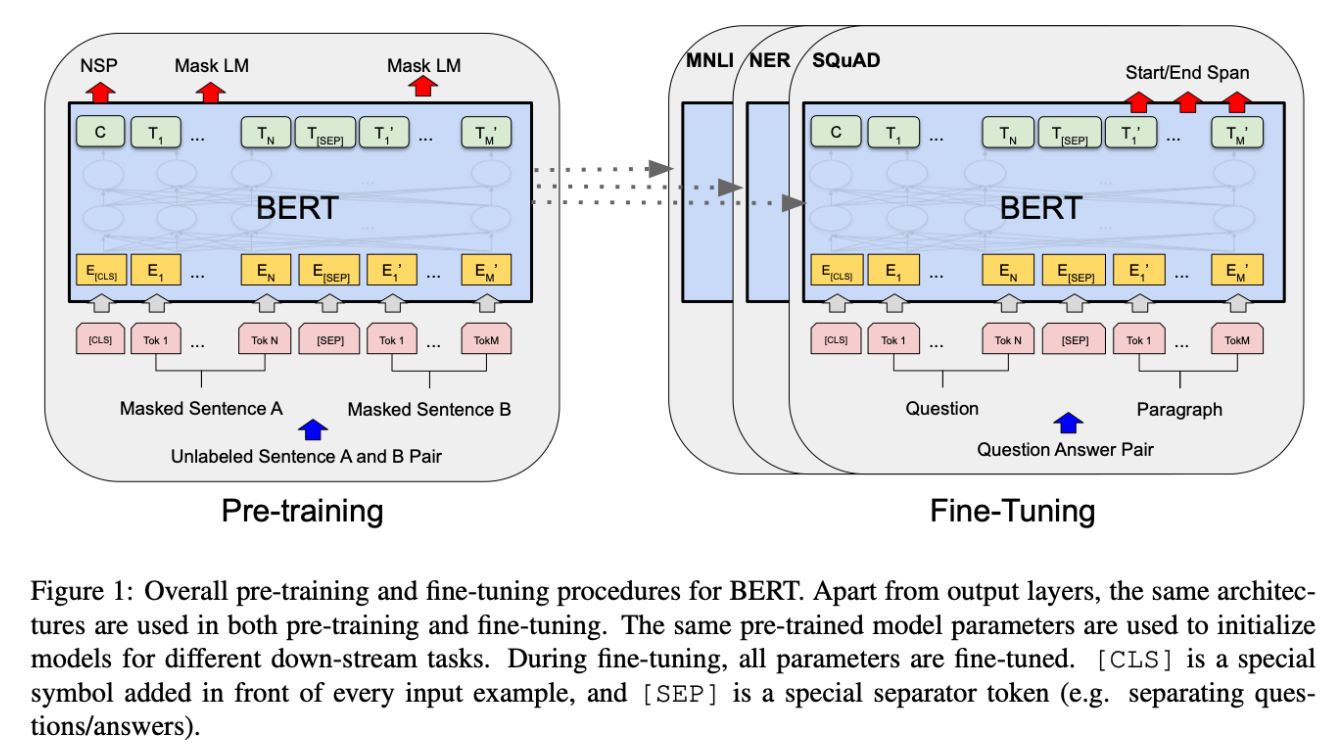 NSP Mask LM Mask LM
C T1 ... TN T[SEP] T1’ ... TM’
...
BERT
...
E[CLS] E1 ... EN E[SEP] E1’ ... EM’
[CLS] Tok 1 ... Tok N [SEP] Tok 1 ... TokM
Masked Sentence A Masked Sentence B
Unlabeled Sentence A and B Pair
Pre-training
MNLI NER SQuAD
Start/End Span
C T1 ... TN T[SEP] T1’ ... TM’
...
BERT
...
E[CLS] E1 ... EN E[SEP] E1’ ... EM’
[CLS] Tok 1 ... Tok N [SEP] Tok 1 ... TokM
Question Paragraph
Question Answer Pair
Fine-Tuning
Figure 1: Overall pre-training and fine-tuning procedures for BERT. Apart from output layers, the same architec-
tures are used in both pre-training and fine-tuning. The same pre-trained model parameters are used to initialize
models for different down-stream tasks. During fine-tuning, all parameters are fine-tuned. [CLS] is a special
symbol added in front of every input example, and [SEP] is a special separator token (e.g. separating ques-
tions/answers).